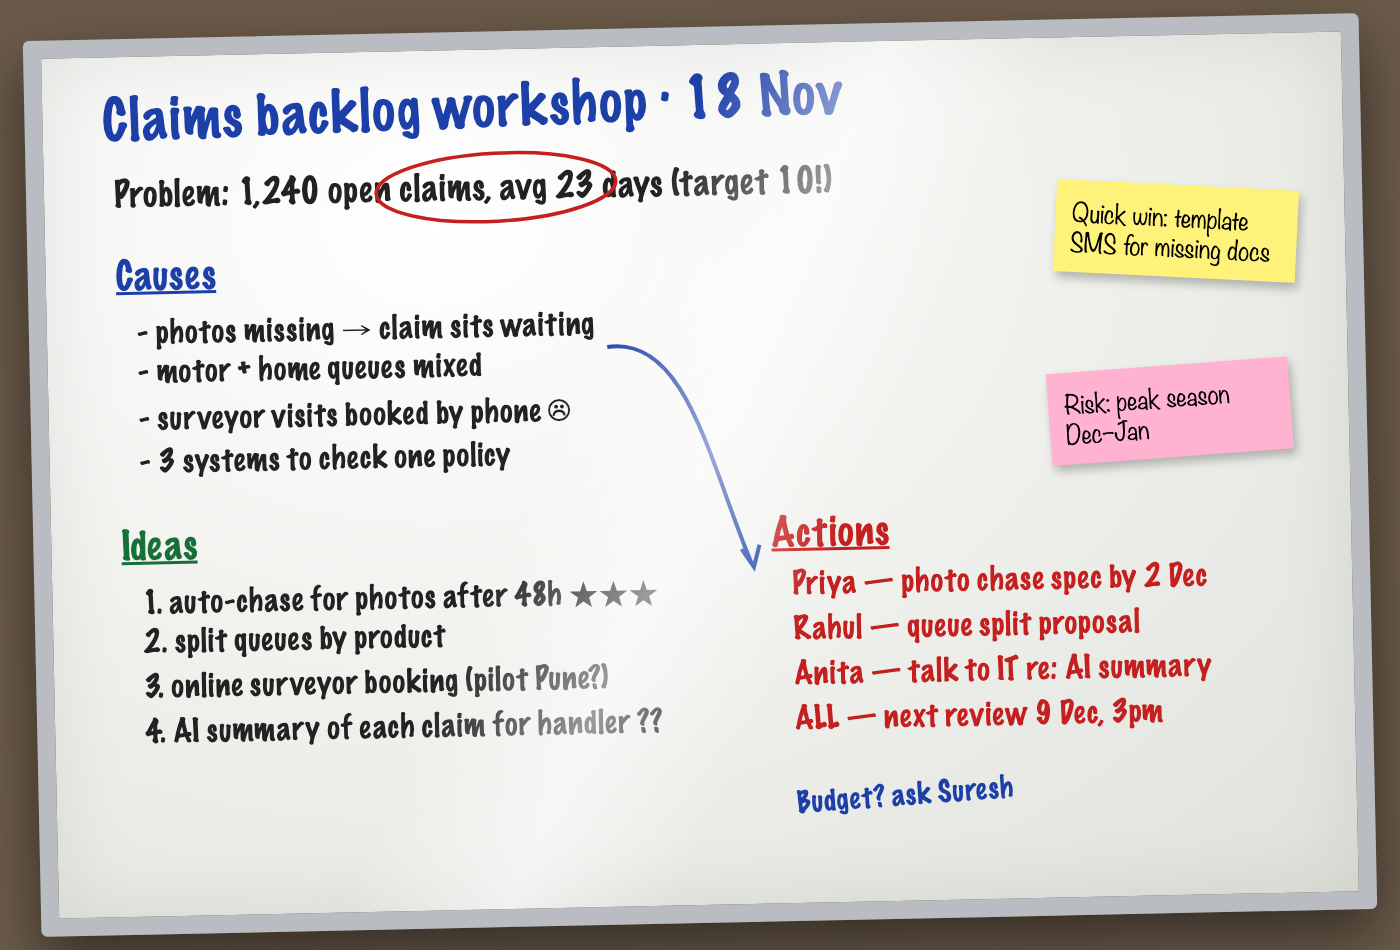 Claims backlog workshop · 18 Nov
Problem: 1,240 open claims, avg 23 days (target 10!)
Causes
- photos missing → claim sits waiting
- motor + home queues mixed
- surveyor visits booked by phone ☹
- 3 systems to check one policy
Ideas
1. auto-chase for photos after 48h ★★★
2. split queues by product
3. online surveyor booking (pilot Pune?)
4. AI summary of each claim for handler ??
Quick win: template
SMS for missing docs
Risk: peak season
Dec–Jan
Actions
Priya — photo chase spec by 2 Dec
Rahul — queue split proposal
Anita — talk to IT re: AI summary
ALL — next review 9 Dec, 3pm
Budget? ask Suresh